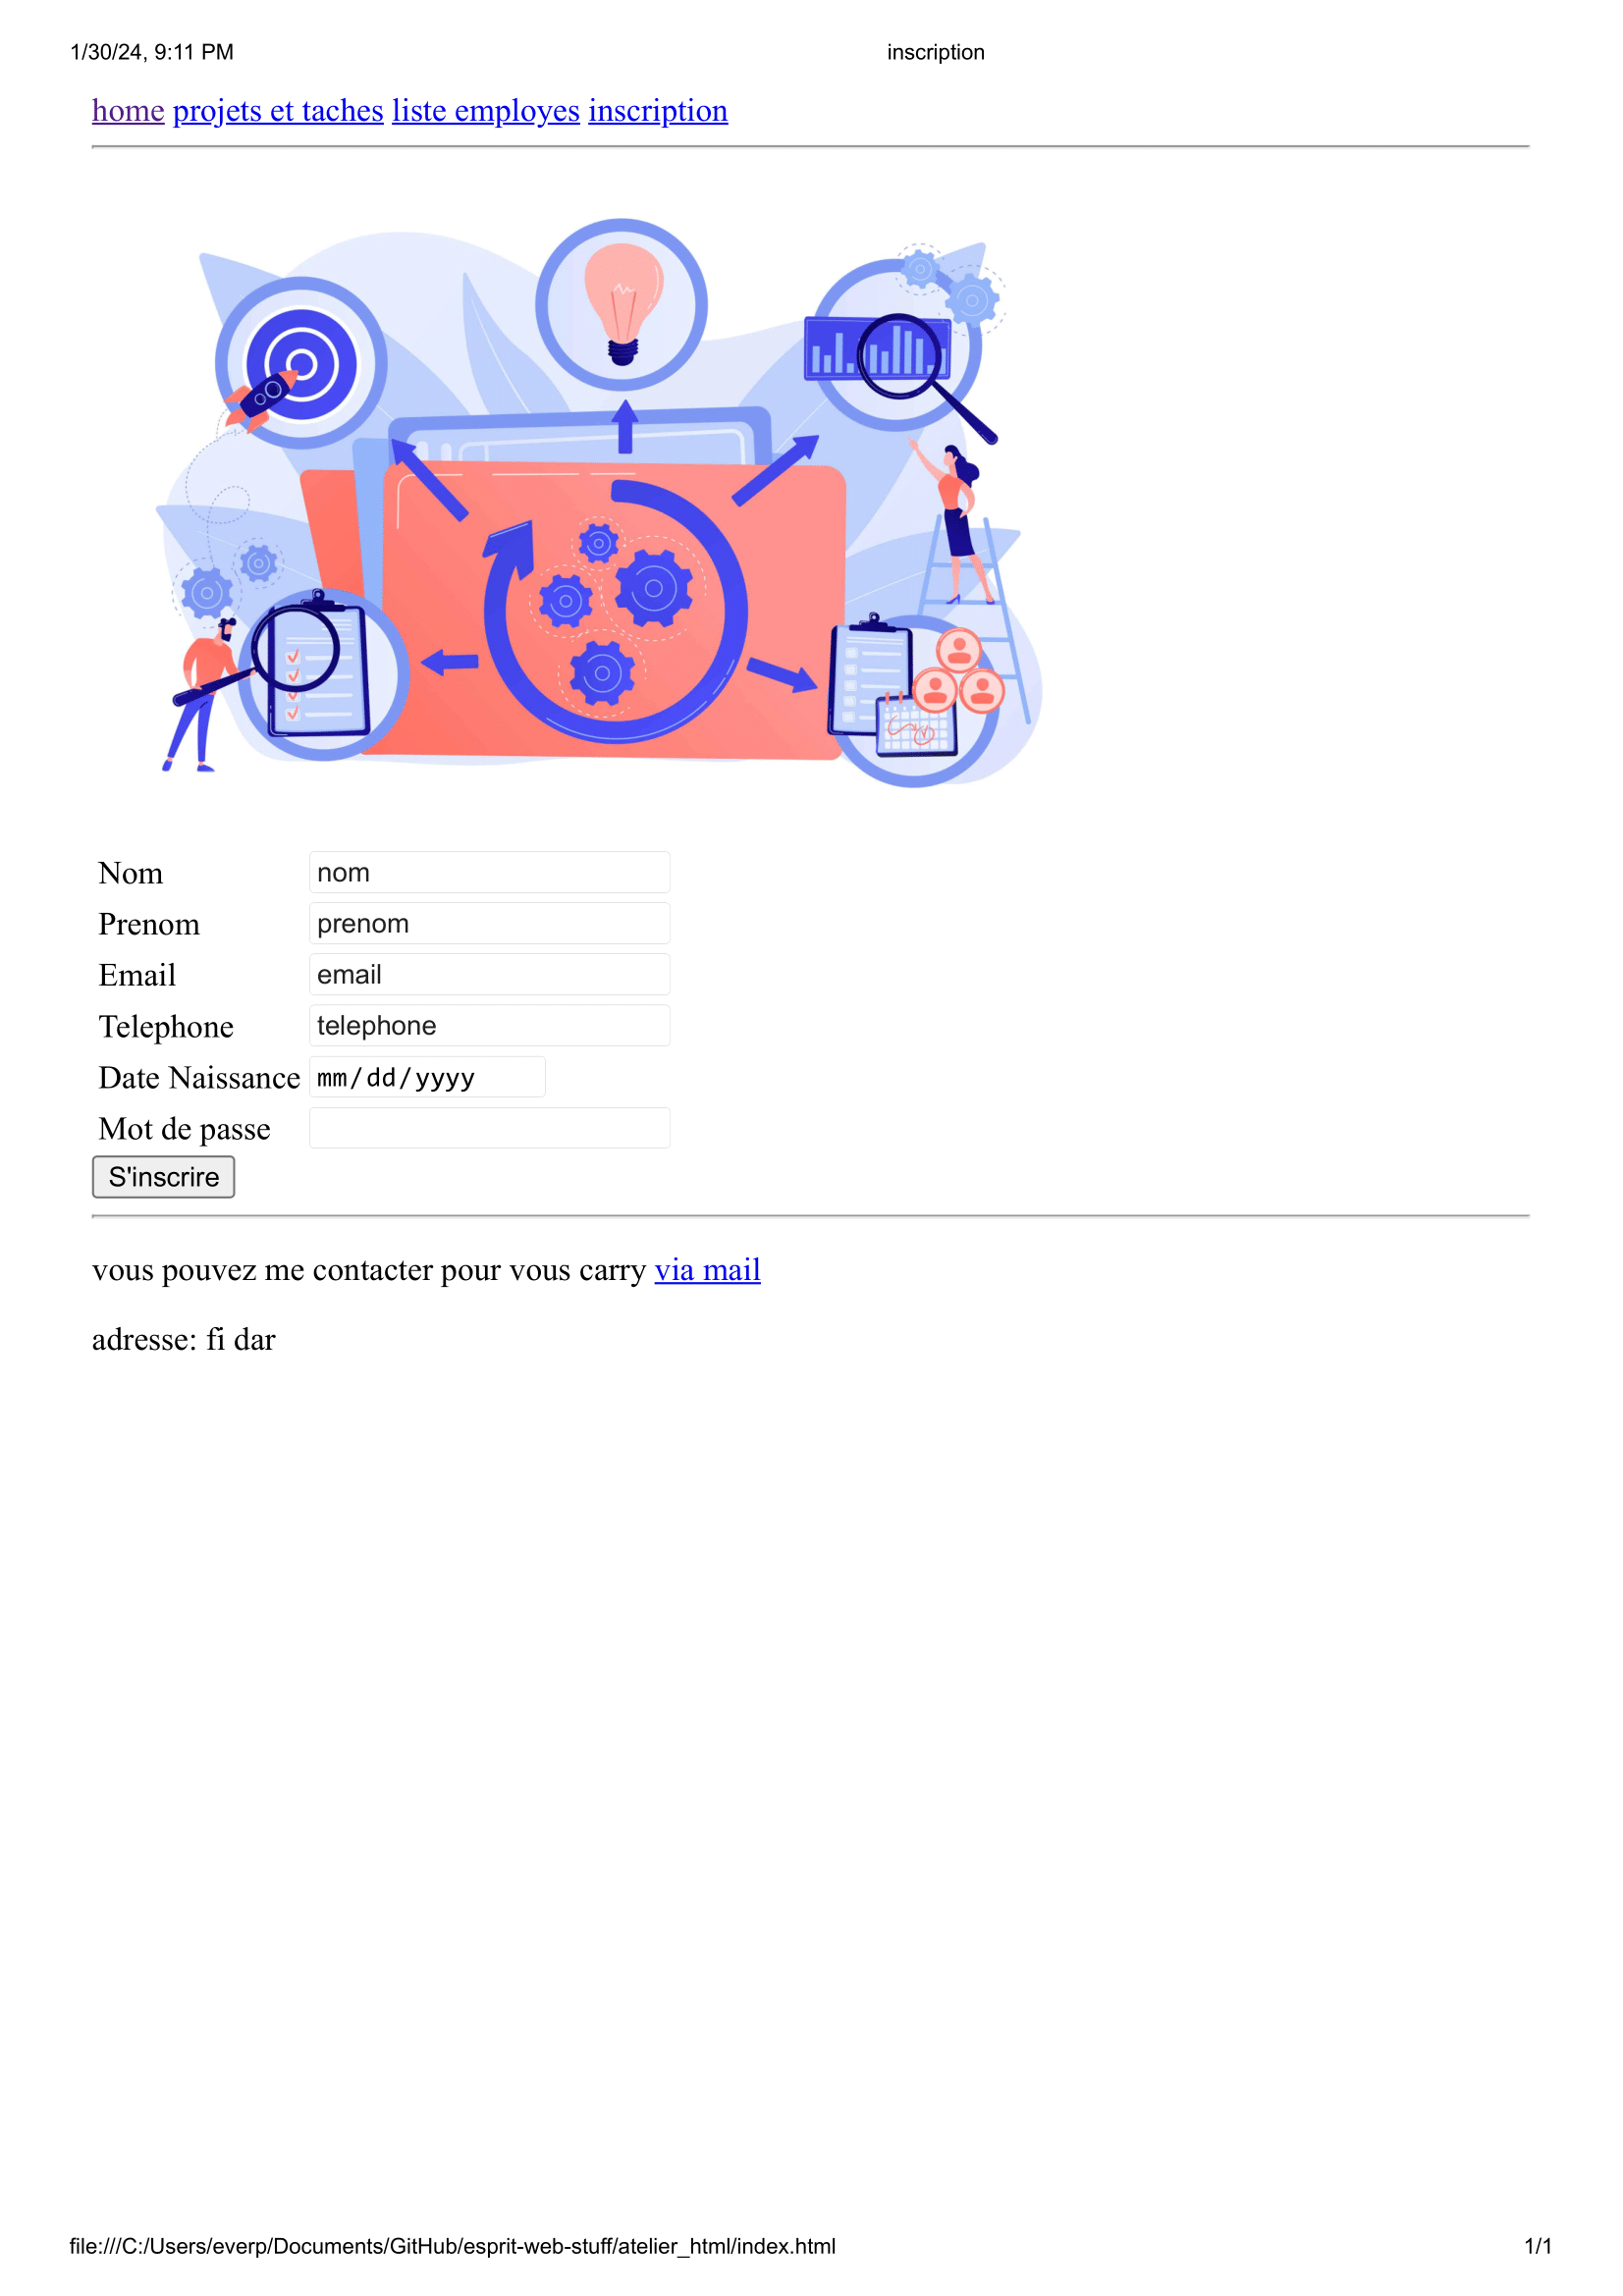 1/30/24, 9:11 PM inscription
home projets et taches liste employes inscription
Nom nom
Prenom prenom
Email email
Telephone telephone
Date Naissance mm/dd/yyyy
Mot de passe
S'inscrire
vous pouvez me contacter pour vous carry via mail
adresse: fi dar
file:///C:/Users/everp/Documents/GitHub/esprit-web-stuff/atelier_html/index.html 1/1